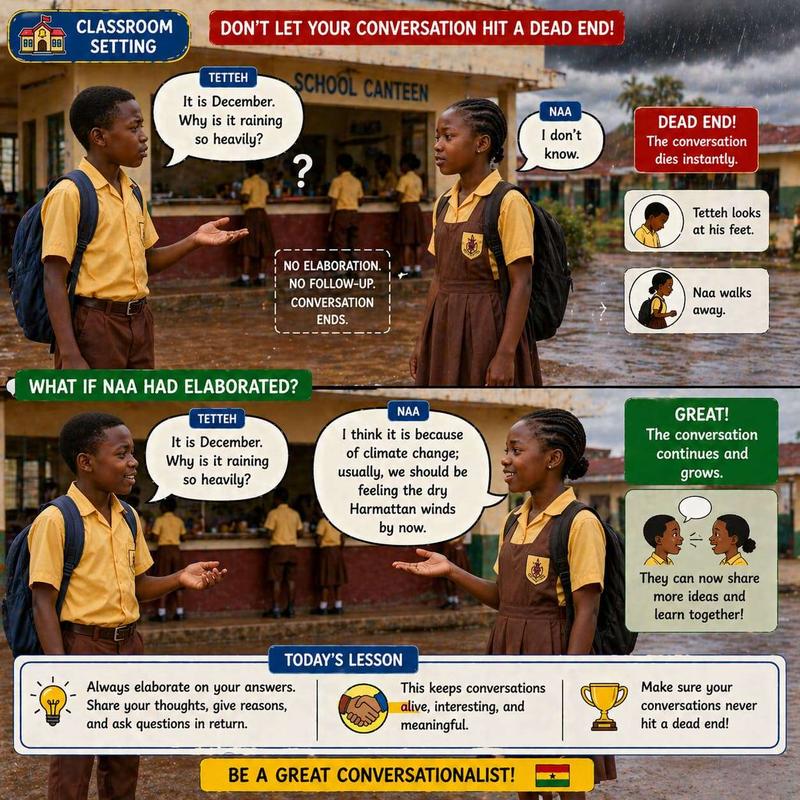 CLASSROOM
SETTING
DON'T LET YOUR CONVERSATION HIT A DEAD END!
TETTEH
It is December.
Why is it raining
so heavily?
SCHOOL CANTEEN
?
NAA
I don't
know.
DEAD END!
The conversation
dies instantly.
Tetteh looks
at his feet.
NO ELABORATION.
NO FOLLOW-UP.
CONVERSATION
ENDS.
Naa walks
away.
WHAT IF NAA HAD ELABORATED?
TETTEH
It is December.
Why is it raining
so heavily?
NAA
I think it is because
of climate change;
usually, we should be
feeling the dry
Harmattan winds
by now.
GREAT!
The conversation
continues and
grows.
They can now share
more ideas and
learn together!
TODAY'S LESSON
Always elaborate on your answers.
Share your thoughts, give reasons,
and ask questions in return.
This keeps conversations
alive, interesting, and
meaningful.
Make sure your
conversations never
hit a dead end!
BE A GREAT CONVERSATIONALIST!